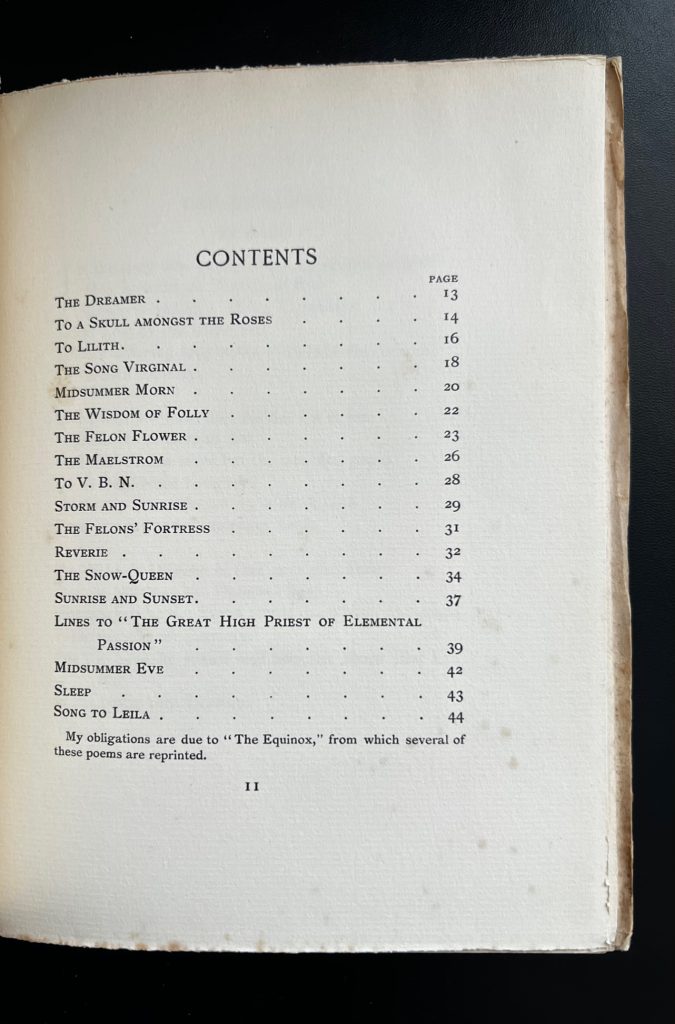 CONTENTS
PAGE
The Dreamer . . . . . . . . 13
To a Skull amongst the Roses . . . . 14
To Lilith. . . . . . . . . 16
The Song Virginal . . . . . . . 18
Midsummer Morn . . . . . . . 20
The Wisdom of Folly . . . . . . 22
The Felon Flower . . . . . . . 23
The Maelstrom . . . . . . . 26
To V. B. N. . . . . . . . . 28
Storm and Sunrise . . . . . . . 29
The Felons' Fortress . . . . . . 31
Reverie . . . . . . . . . 32
The Snow-Queen . . . . . . . 34
Sunrise and Sunset. . . . . . . 37
Lines to "The Great High Priest of Elemental
Passion" . . . . . . . 39
Midsummer Eve . . . . . . . 42
Sleep . . . . . . . . . 43
Song to Leila . . . . . . . . 44
My obligations are due to "The Equinox," from which several of
these poems are reprinted.
11